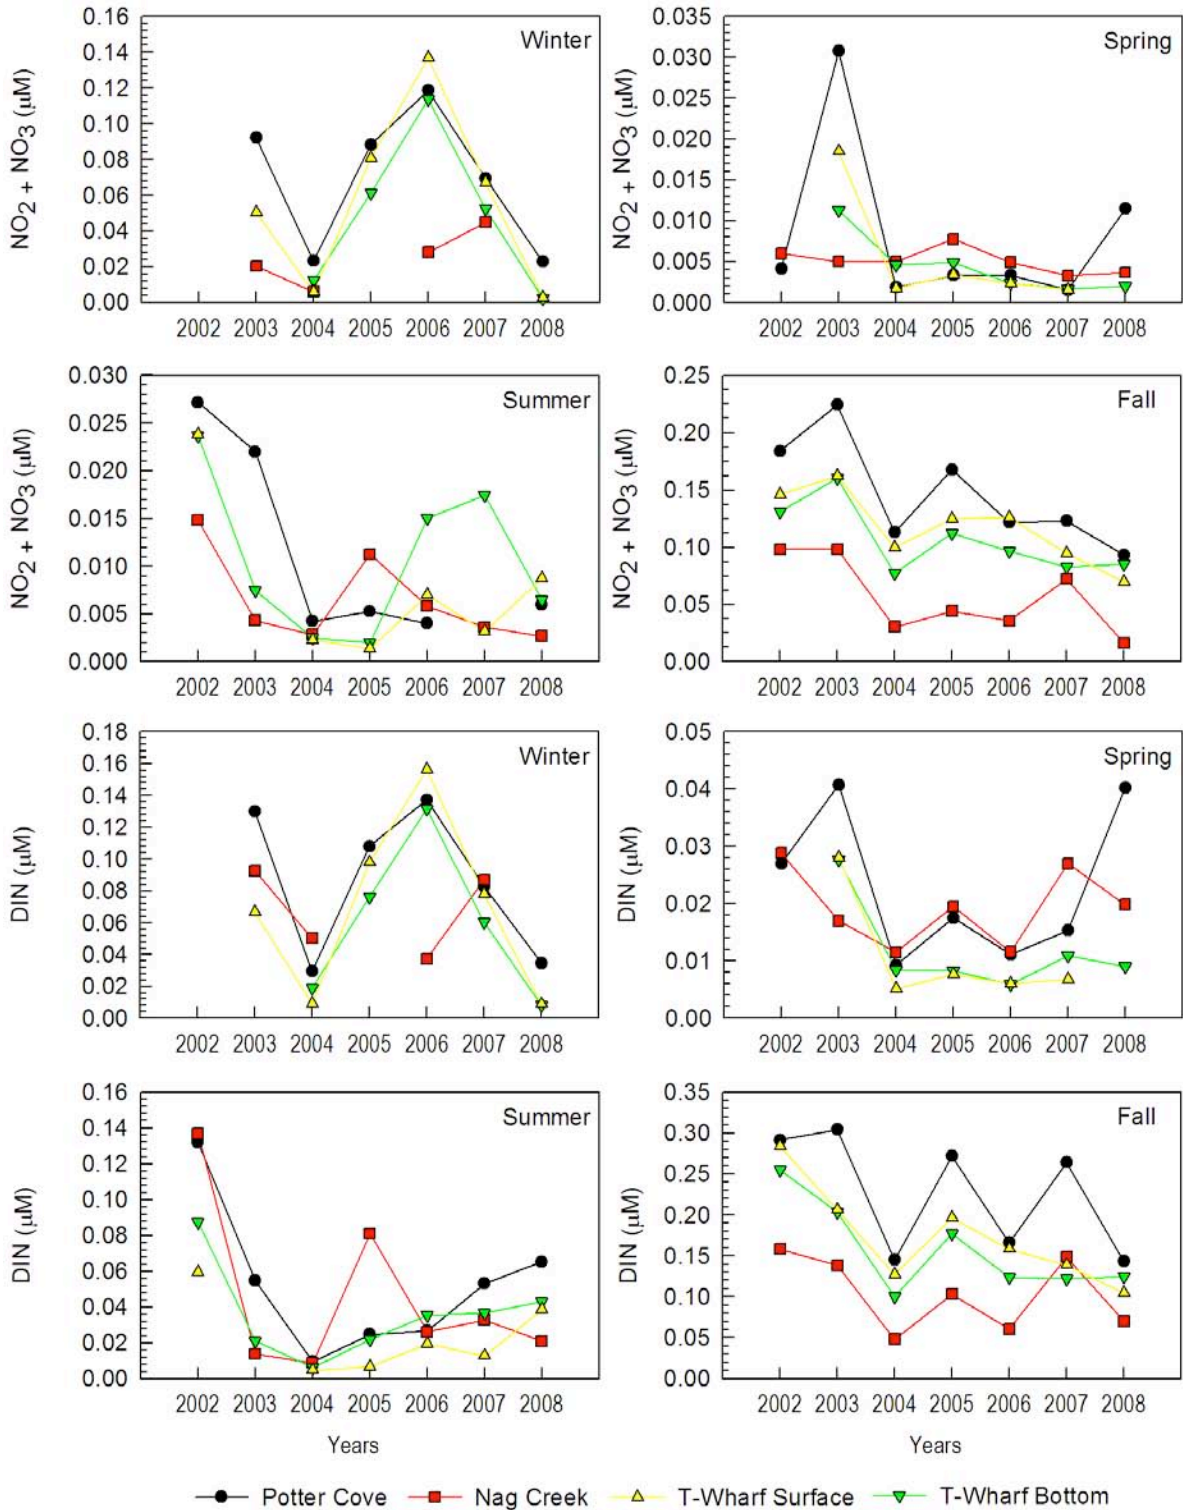 Winter
NO2 + NO3 (μM)
0.16
0.14
0.12
0.10
0.08
0.06
0.04
0.02
0.00
2002 2003 2004 2005 2006 2007 2008
Spring
NO2 + NO3 (μM)
0.035
0.030
0.025
0.020
0.015
0.010
0.005
0.000
2002 2003 2004 2005 2006 2007 2008
Summer
NO2 + NO3 (μM)
0.030
0.025
0.020
0.015
0.010
0.005
0.000
2002 2003 2004 2005 2006 2007 2008
Fall
NO2 + NO3 (μM)
0.25
0.20
0.15
0.10
0.05
0.00
2002 2003 2004 2005 2006 2007 2008
Winter
DIN (μM)
0.18
0.16
0.14
0.12
0.10
0.08
0.06
0.04
0.02
0.00
2002 2003 2004 2005 2006 2007 2008
Spring
DIN (μM)
0.05
0.04
0.03
0.02
0.01
0.00
2002 2003 2004 2005 2006 2007 2008
Summer
DIN (μM)
0.16
0.14
0.12
0.10
0.08
0.06
0.04
0.02
0.00
2002 2003 2004 2005 2006 2007 2008
Years
Fall
DIN (μM)
0.35
0.30
0.25
0.20
0.15
0.10
0.05
0.00
2002 2003 2004 2005 2006 2007 2008
Years
Potter Cove Nag Creek T-Wharf Surface T-Wharf Bottom